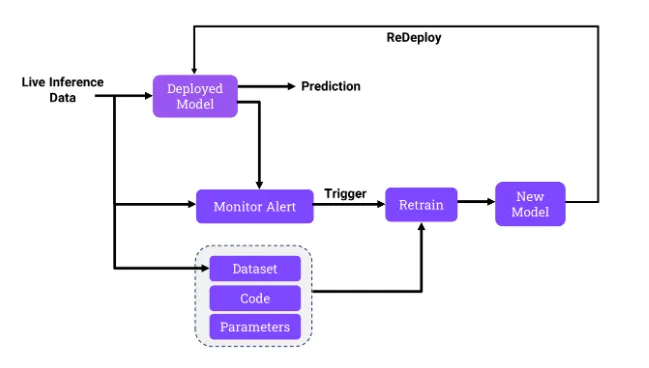 ReDeploy
Live Inference
Data
Deployed
Model
Prediction
Monitor Alert
Trigger
Retrain
New
Model
Dataset
Code
Parameters